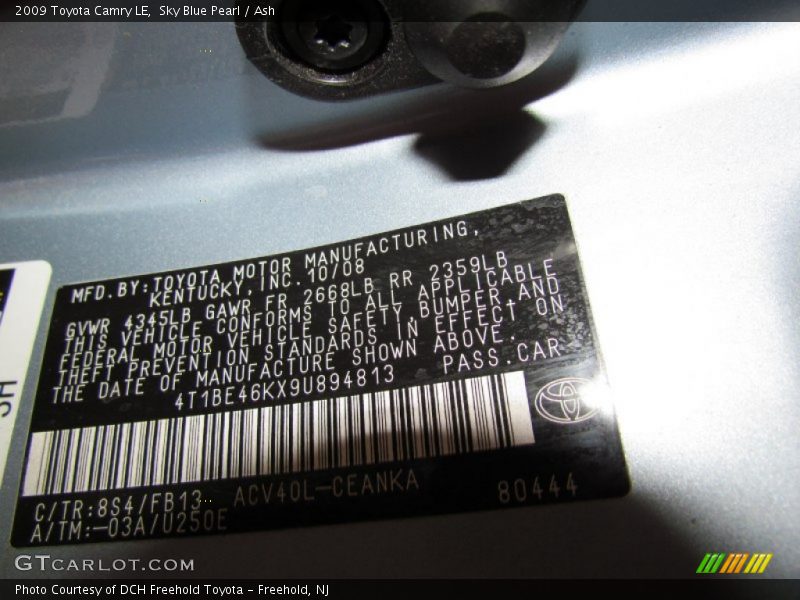 2009 Toyota Camry LE,  Sky Blue Pearl / Ash
MFD.BY:TOYOTA MOTOR MANUFACTURING,
KENTUCKY,INC.10/08
GVWR 4345LB GAWR FR 2668LB RR 2359LB
THIS VEHICLE CONFORMS TO ALL APPLICABLE
FEDERAL MOTOR VEHICLE SAFETY,BUMPER,AND
THEFT PREVENTION STANDARDS IN EFFECT ON
THE DATE OF MANUFACTURE SHOWN ABOVE.
4T1BE46KX9U894813 PASS.CAR
C/TR:8S4/FB13... ACV40L-CEANKA 80444
A/TM:-03A/U250E
GTCARLOT.COM
Photo Courtesy of DCH Freehold Toyota - Freehold, NJ